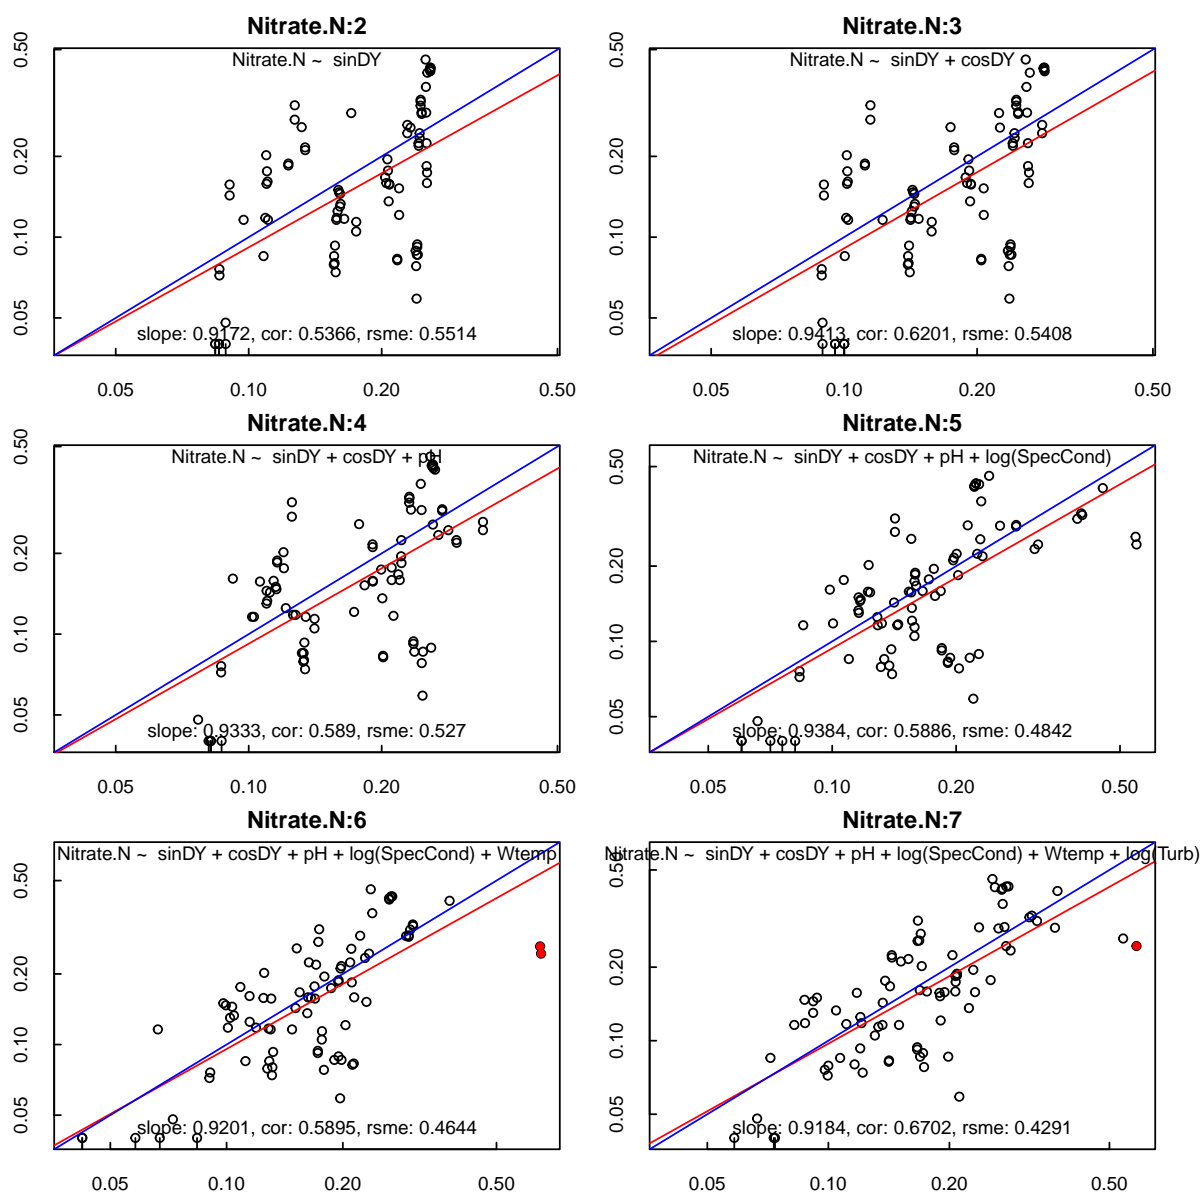 Nitrate.N:2
Nitrate.N ~ sinDY
0.50
0.20
0.10
0.05
slope: 0.9172, cor: 0.5366, rsme: 0.5514
0.05 0.10 0.20 0.50
Nitrate.N:3
Nitrate.N ~ sinDY + cosDY
0.50
0.20
0.10
0.05
slope: 0.9413, cor: 0.6201, rsme: 0.5408
0.05 0.10 0.20 0.50
Nitrate.N:4
Nitrate.N ~ sinDY + cosDY + pH
0.50
0.20
0.10
0.05
slope: 0.9333, cor: 0.589, rsme: 0.527
0.05 0.10 0.20 0.50
Nitrate.N:5
Nitrate.N ~ sinDY + cosDY + pH + log(SpecCond)
0.50
0.20
0.10
0.05
slope: 0.9384, cor: 0.5886, rsme: 0.4842
0.05 0.10 0.20 0.50
Nitrate.N:6
Nitrate.N ~ sinDY + cosDY + pH + log(SpecCond) + Wtemp
0.50
0.20
0.10
0.05
slope: 0.9201, cor: 0.5895, rsme: 0.4644
0.10 0.20 0.50
Nitrate.N:7
Nitrate.N ~ sinDY + cosDY + pH + log(SpecCond) + Wtemp + log(Turb)
0.50
0.20
0.10
0.05
slope: 0.9184, cor: 0.6702, rsme: 0.4291
0.05 0.10 0.20 0.50